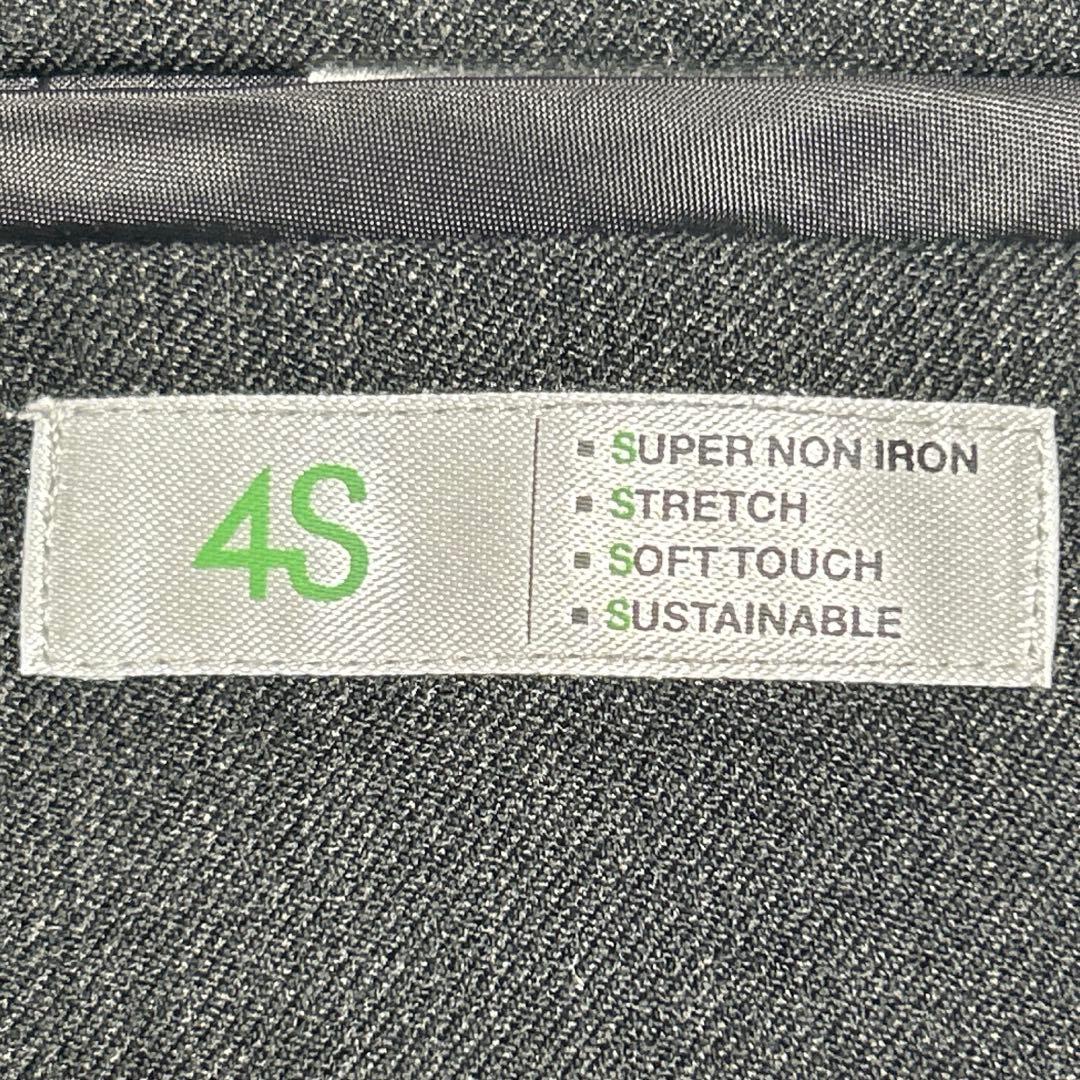 4S
▪ SUPER NON IRON
▪ STRETCH
▪ SOFT TOUCH
▪ SUSTAINABLE